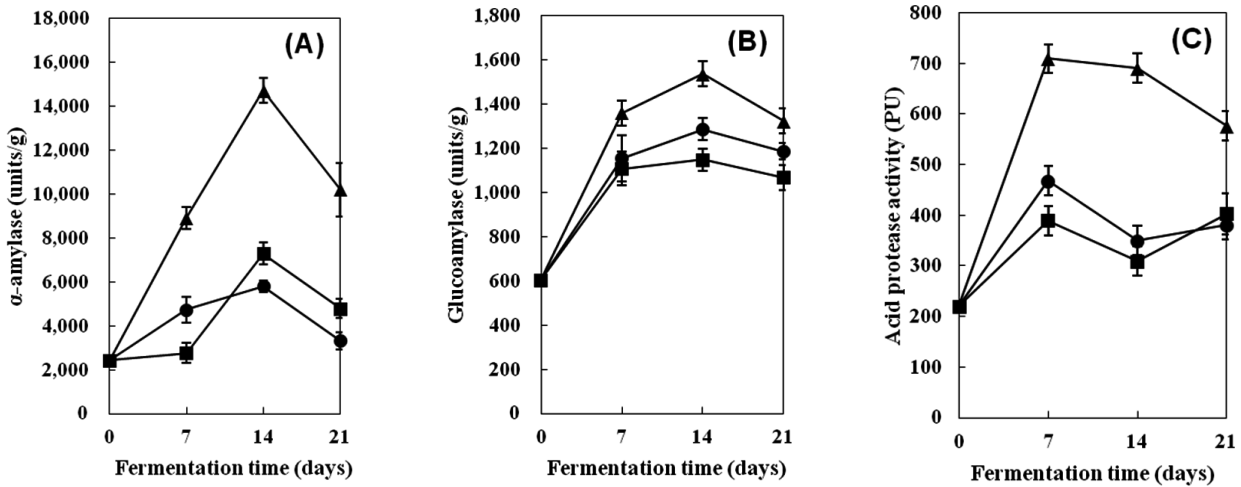 (A)
α-amylase (units/g)
18,000
16,000
14,000
12,000
10,000
8,000
6,000
4,000
2,000
0
0 7 14 21
Fermentation time (days)
(B)
Glucoamylase (units/g)
1,800
1,600
1,400
1,200
1,000
800
600
400
200
0
0 7 14 21
Fermentation time (days)
(C)
Acid protease activity (PU)
800
700
600
500
400
300
200
100
0
0 7 14 21
Fermentation time (days)